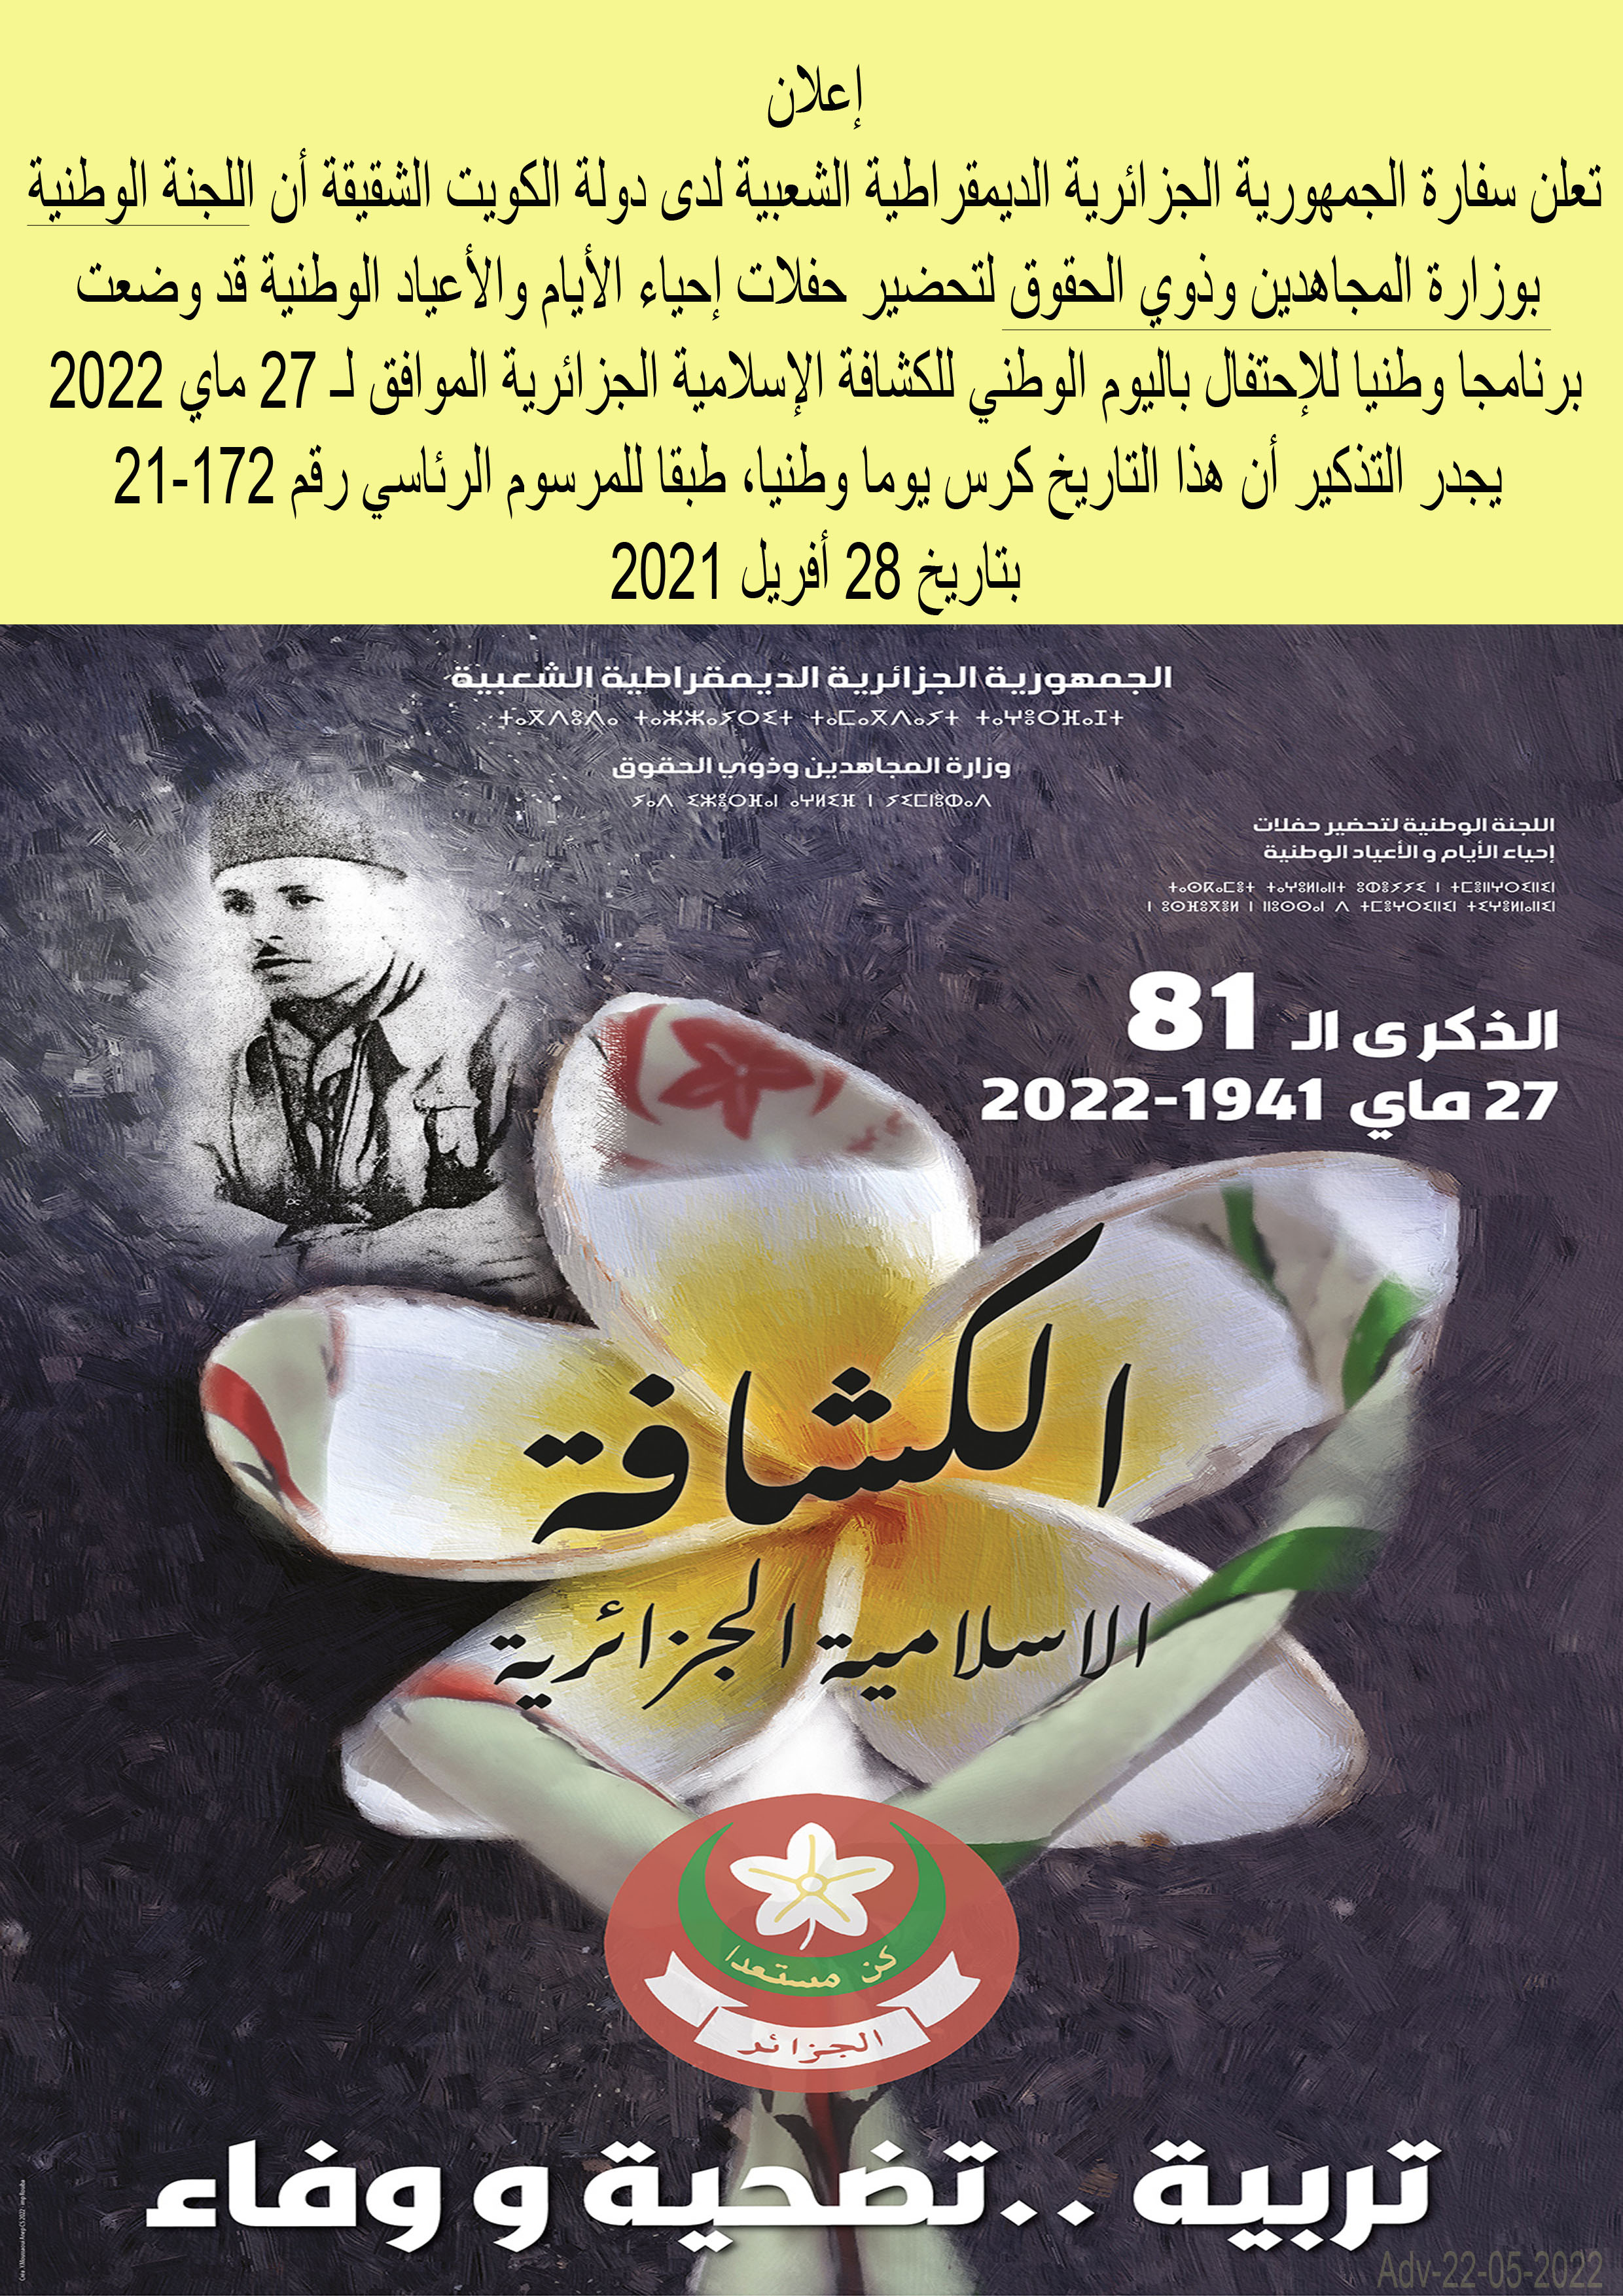 إعلان
تعلن سفارة الجمهورية الجزائرية الديمقراطية الشعبية لدى دولة الكويت الشقيقة أن اللجنة الوطنية
بوزارة المجاهدين وذوي الحقوق لتحضير حفلات إحياء الأيام والأعياد الوطنية قد وضعت
برنامجا وطنيا للإحتفال باليوم الوطني للكشافة الإسلامية الجزائرية الموافق لـ 27 ماي 2022
يجدر التذكير أن هذا التاريخ كرس يوما وطنيا، طبقا للمرسوم الرئاسي رقم 172-21
بتاريخ 28 أفريل 2021
الجمهورية الجزائرية الديمقراطية الشعبية
ⵜⴰⴳⴷⵓⴷⴰ ⵜⴰⵣⵣⴰⵢⵔⵉⵜ ⵜⴰⵎⴰⴳⴷⴰⵢⵜ ⵜⴰⵖⵓⵔⴼⴰⵏⵜ
وزارة المجاهدين وذوي الحقوق
اللجنة الوطنية لتحضير حفلات
إحياء الأيام و الأعياد الوطنية
الذكرى الـ 81
27 ماي 1941-2022
الكشافة
الاسلامية الجزائرية
كن مستعدا
الجزائر
تربية ..تضحية و وفاء
Adv-22-05-2022